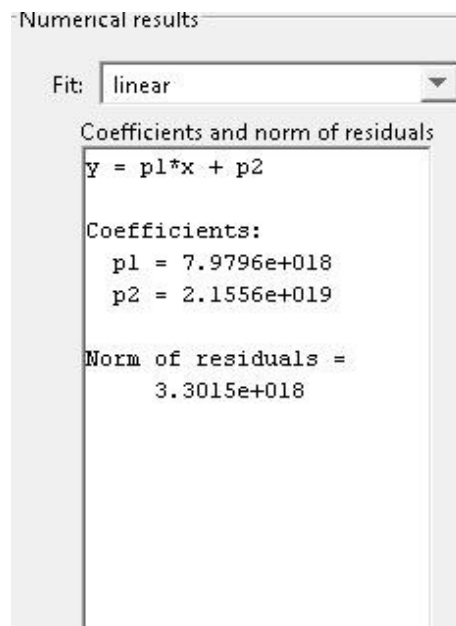 Numerical results
Fit: linear
Coefficients and norm of residuals
y = p1*x + p2
Coefficients:
p1 = 7.9796e+018
p2 = 2.1556e+019
Norm of residuals =
3.3015e+018